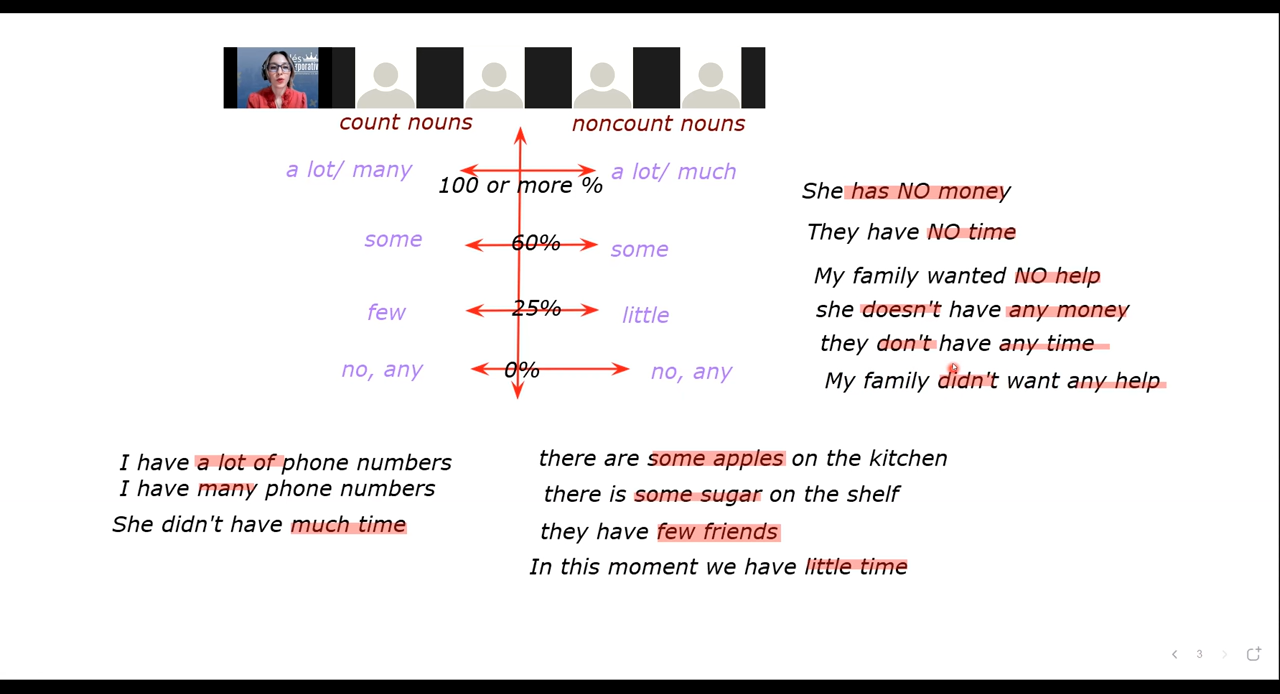 count nouns noncount nouns
a lot/ many a lot/ much
100 or more %
some 60% some
few 25% little
no, any 0% no, any
She has NO money
They have NO time
My family wanted NO help
she doesn't have any money
they don't have any time
My family didn't want any help
I have a lot of phone numbers
I have many phone numbers
She didn't have much time
there are some apples on the kitchen
there is some sugar on the shelf
they have few friends
In this moment we have little time
3